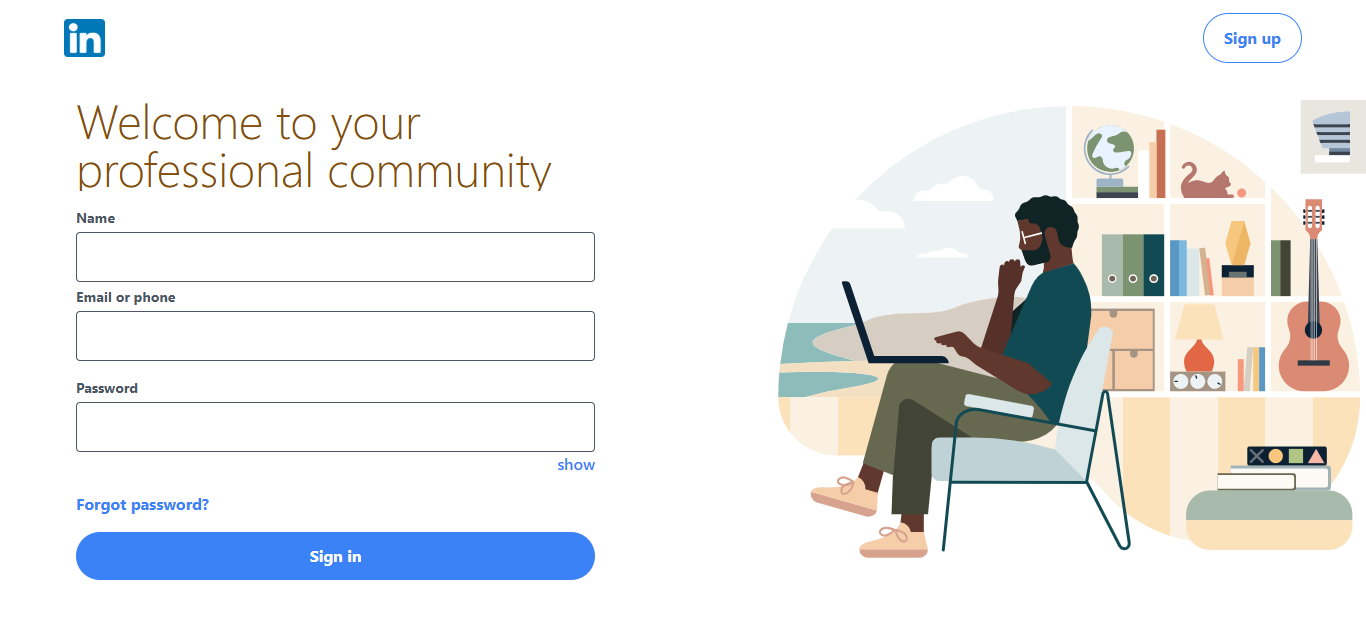 in
Sign up
Welcome to your
professional community
Name
Email or phone
Password
show
Forgot password?
Sign in